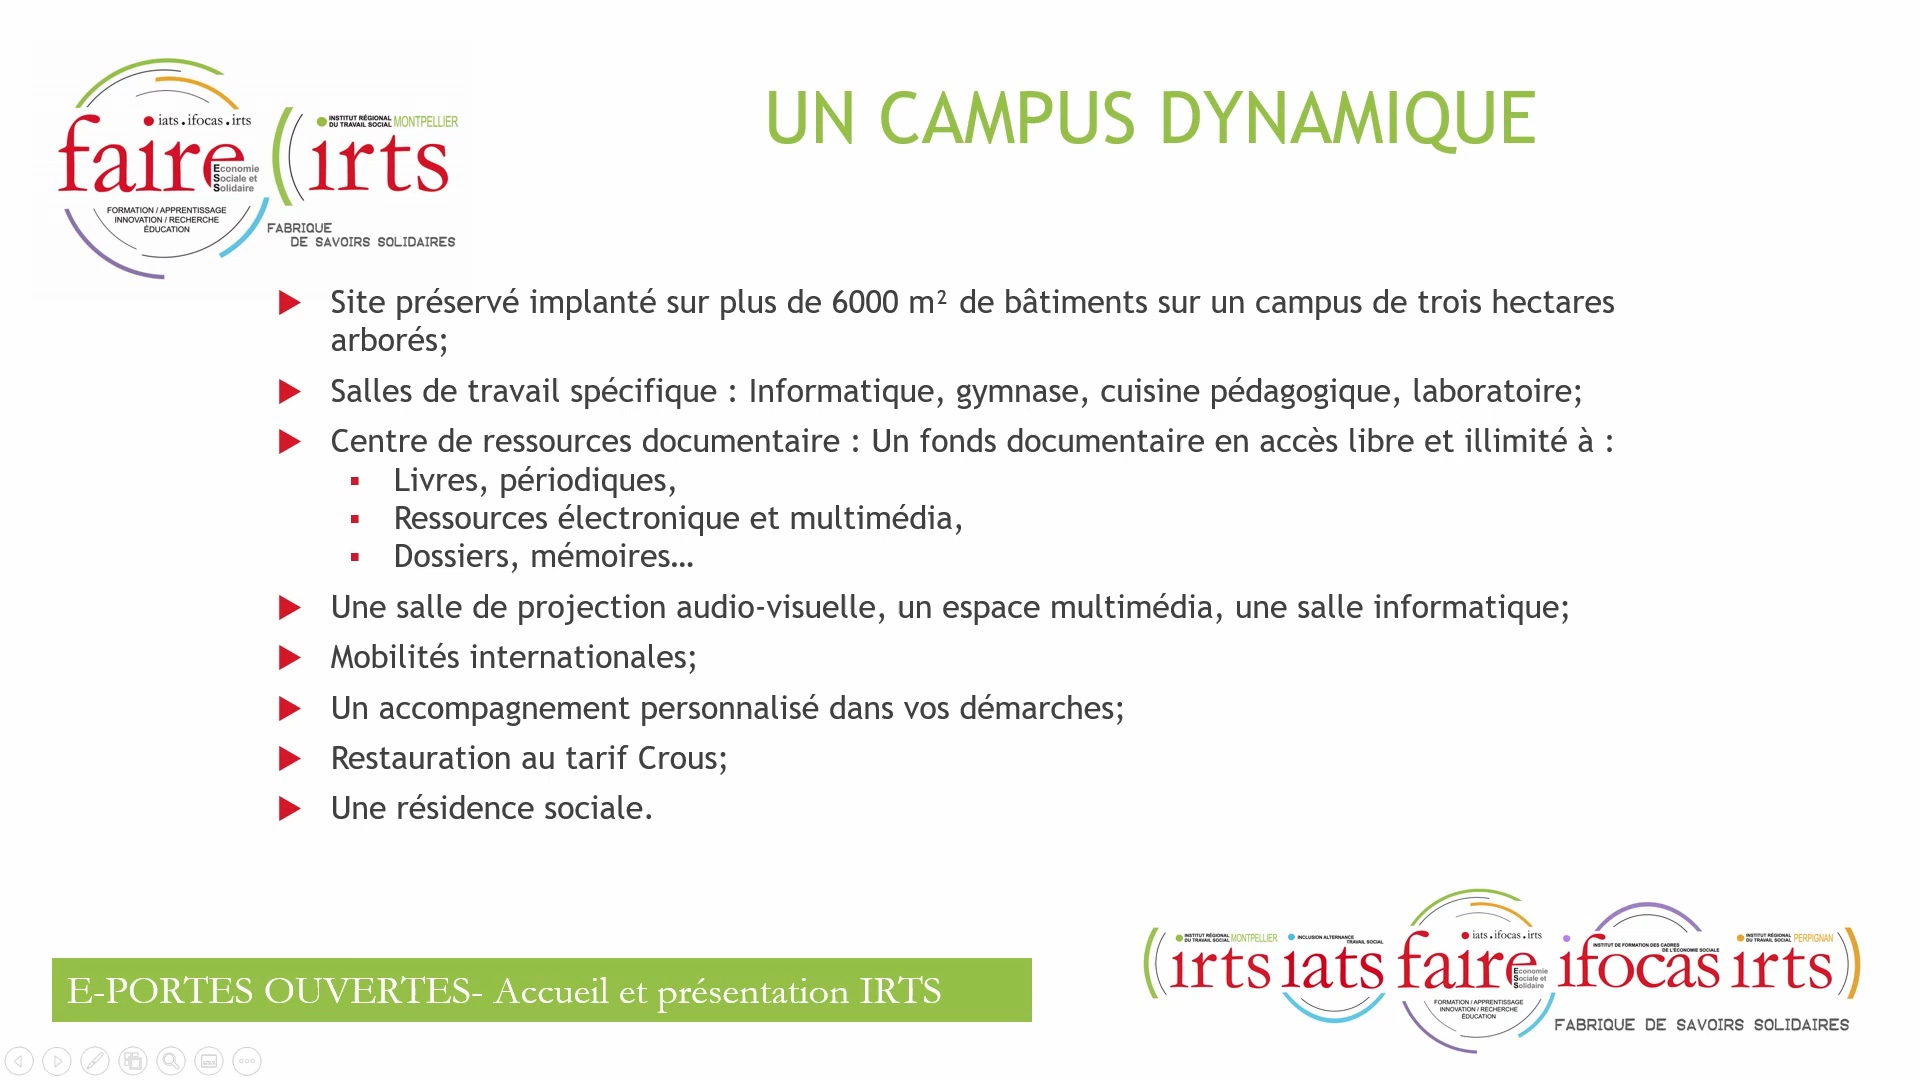 iats.ifocas.irts
faire
Economie
Sociale et
Solidaire
FORMATION / APPRENTISSAGE
INNOVATION / RECHERCHE
ÉDUCATION
INSTITUT RÉGIONAL
DU TRAVAIL SOCIAL MONTPELLIER
irts
FABRIQUE
DE SAVOIRS SOLIDAIRES
UN CAMPUS DYNAMIQUE
Site préservé implanté sur plus de 6000 m² de bâtiments sur un campus de trois hectares
arborés;
Salles de travail spécifique : Informatique, gymnase, cuisine pédagogique, laboratoire;
Centre de ressources documentaire : Un fonds documentaire en accès libre et illimité à :
Livres, périodiques,
Ressources électronique et multimédia,
Dossiers, mémoires…
Une salle de projection audio-visuelle, un espace multimédia, une salle informatique;
Mobilités internationales;
Un accompagnement personnalisé dans vos démarches;
Restauration au tarif Crous;
Une résidence sociale.
E-PORTES OUVERTES- Accueil et présentation IRTS
INSTITUT RÉGIONAL
DU TRAVAIL SOCIAL MONTPELLIER
irts
INCLUSION ALTERNANCE
TRAVAIL SOCIAL
iats
iats.ifocas.irts
faire
Economie
Sociale et
Solidaire
FORMATION / APPRENTISSAGE
INNOVATION / RECHERCHE
ÉDUCATION
INSTITUT DE FORMATION DES CADRES
DE L'ÉCONOMIE SOCIALE
ifocas
INSTITUT RÉGIONAL
DU TRAVAIL SOCIAL PERPIGNAN
irts
FABRIQUE DE SAVOIRS SOLIDAIRES